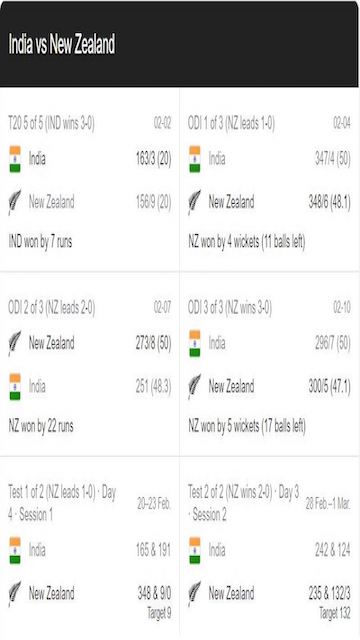 India vs New Zealand
T20 5 of 5 (IND wins 3-0) 02-02
India 163/3 (20)
New Zealand 156/9 (20)
IND won by 7 runs
ODI 1 of 3 (NZ leads 1-0) 02-04
India 347/4 (50)
New Zealand 348/6 (48.1)
NZ won by 4 wickets (11 balls left)
ODI 2 of 3 (NZ leads 2-0) 02-07
New Zealand 273/8 (50)
India 251 (48.3)
NZ won by 22 runs
ODI 3 of 3 (NZ wins 3-0) 02-10
India 296/7 (50)
New Zealand 300/5 (47.1)
NZ won by 5 wickets (17 balls left)
Test 1 of 2 (NZ leads 1-0) · Day
4 · Session 1 20–23 Feb.
India 165 & 191
New Zealand 348 & 9/0
Target 9
Test 2 of 2 (NZ wins 2-0) · Day 3
· Session 2 28 Feb.–1 Mar.
India 242 & 124
New Zealand 235 & 132/3
Target 132